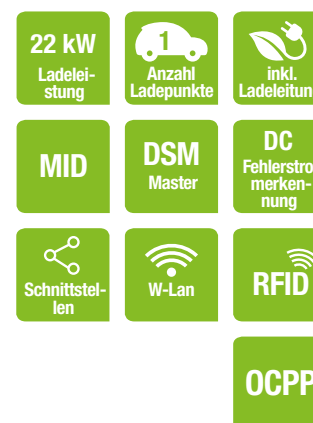 22 kW
Ladelei-
stung
1
Anzahl
Ladepunkte
inkl.
Ladeleitun
MID
DSM
Master
DC
Fehlerstro
merken-
nung
Schnittstel-
len
W-Lan
RFID
OCPP